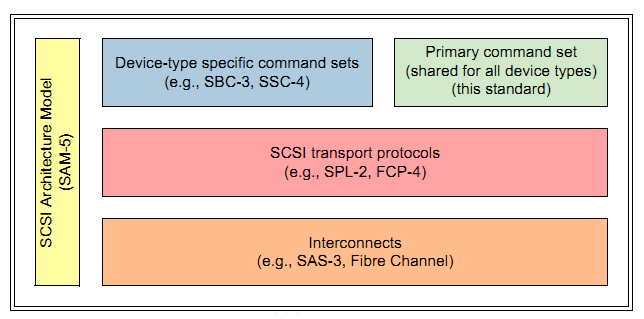 SCSI Architecture Model
(SAM-5)
Device-type specific command sets
(e.g., SBC-3, SSC-4)
Primary command set
(shared for all device types)
(this standard)
SCSI transport protocols
(e.g., SPL-2, FCP-4)
Interconnects
(e.g., SAS-3, Fibre Channel)